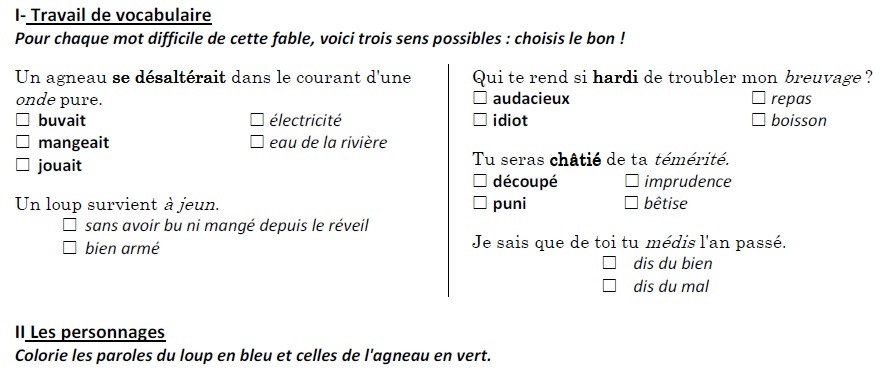 I- Travail de vocabulaire
Pour chaque mot difficile de cette fable, voici trois sens possibles : choisis le bon !
Un agneau se désaltérait dans le courant d'une
onde pure.
☐ buvait ☐ électricité
☐ mangeait ☐ eau de la rivière
☐ jouait
Un loup survient à jeun.
☐ sans avoir bu ni mangé depuis le réveil
☐ bien armé
Qui te rend si hardi de troubler mon breuvage ?
☐ audacieux ☐ repas
☐ idiot ☐ boisson
Tu seras châtié de ta témérité.
☐ découpé ☐ imprudence
☐ puni ☐ bêtise
Je sais que de toi tu médis l'an passé.
☐ dis du bien
☐ dis du mal
II Les personnages
Colorie les paroles du loup en bleu et celles de l'agneau en vert.